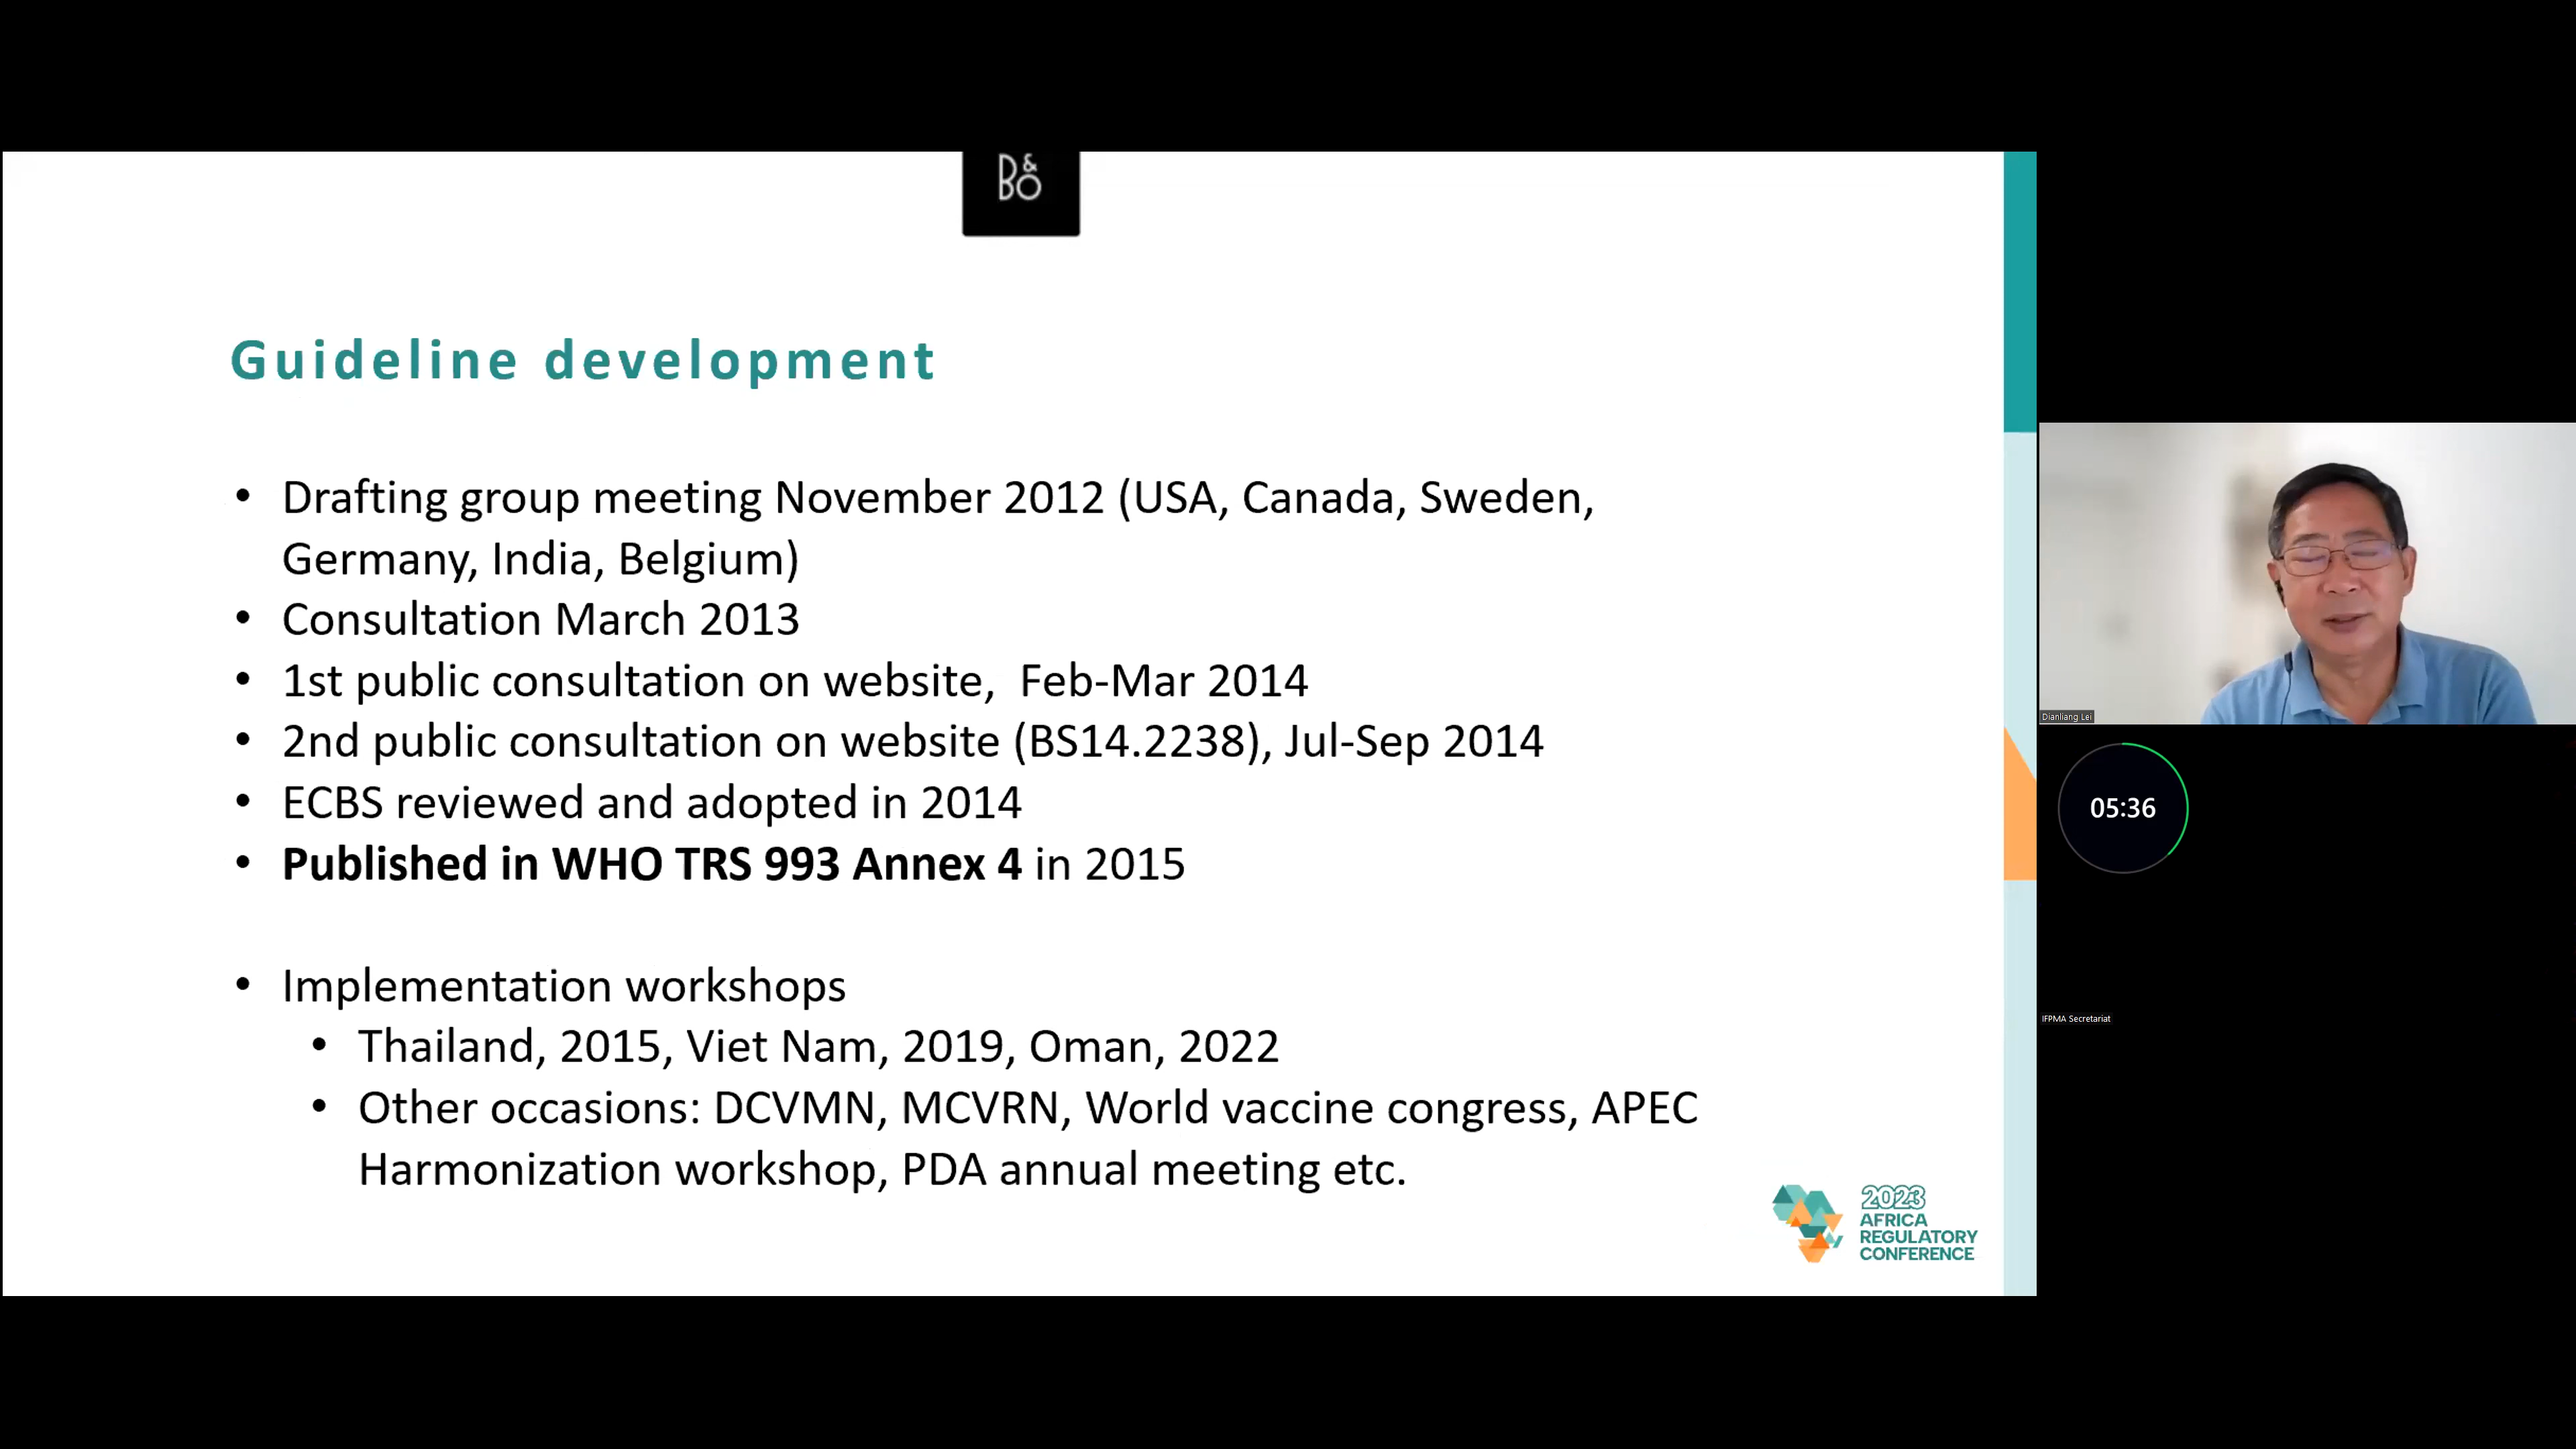 B&O
Guideline development
• Drafting group meeting November 2012 (USA, Canada, Sweden,
Germany, India, Belgium)
• Consultation March 2013
• 1st public consultation on website,  Feb-Mar 2014
• 2nd public consultation on website (BS14.2238), Jul-Sep 2014
• ECBS reviewed and adopted in 2014
• Published in WHO TRS 993 Annex 4 in 2015
• Implementation workshops
• Thailand, 2015, Viet Nam, 2019, Oman, 2022
• Other occasions: DCVMN, MCVRN, World vaccine congress, APEC
Harmonization workshop, PDA annual meeting etc.
2023
AFRICA
REGULATORY
CONFERENCE
Dianliang Lei
05:36
IFPMA Secretariat